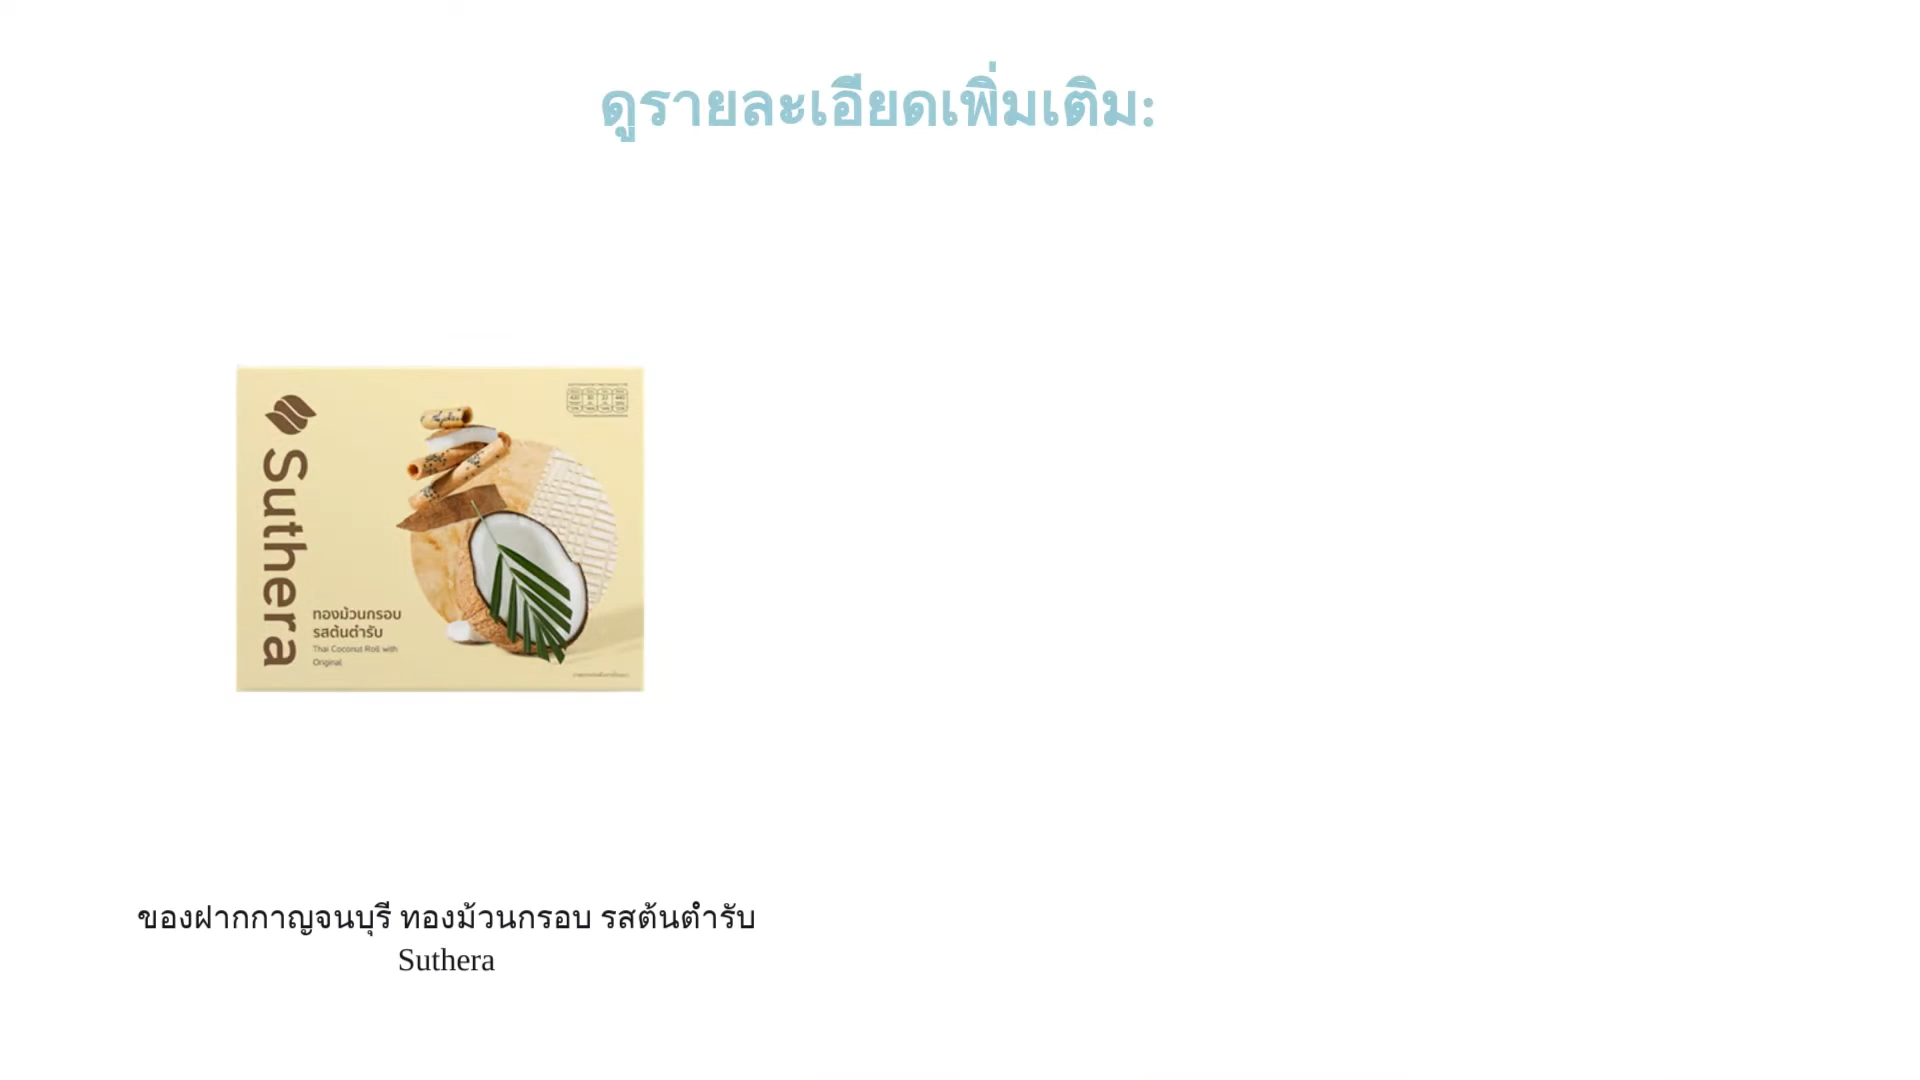 ดูรายละเอียดเพิ่มเติม:
Suthera
ทองม้วนกรอบ
รสต้นตำรับ
Thai Coconut Roll with
Original
ของฝากกาญจนบุรี ทองม้วนกรอบ รสต้นตำรับ
Suthera